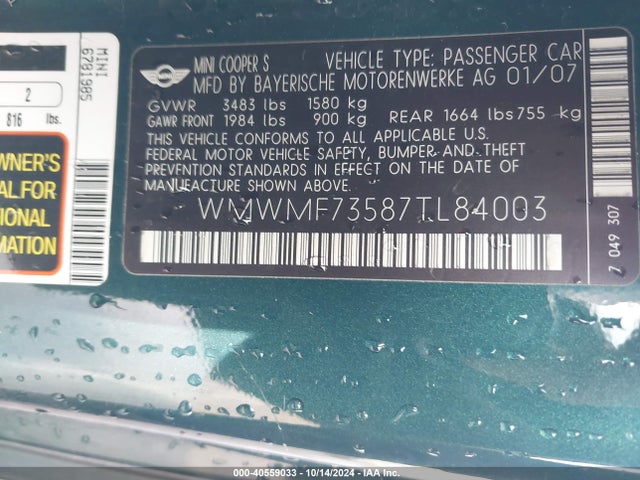 MINI
6781985
2
816 lbs.
WNER'S
AL FOR
IONAL
MATION
MINI
MINI COOPER S VEHICLE TYPE: PASSENGER CAR
MFD BY BAYERISCHE MOTORENWERKE AG 01/07
GVWR 3483 lbs 1580 kg
GAWR FRONT 1984 lbs 900 kg REAR 1664 lbs 755 kg
THIS VEHICLE CONFORMS TO ALL APPLICABLE U.S.
FEDERAL MOTOR VEHICLE SAFETY, BUMPER AND THEFT
PREVENTION STANDARDS IN EFFECT ON THE DATE OF
MANUFACTURE SHOWN ABOVE.
WMWMF73587TL84003
7 049 307
000-40559033 - 10/14/2024 - IAA Inc.